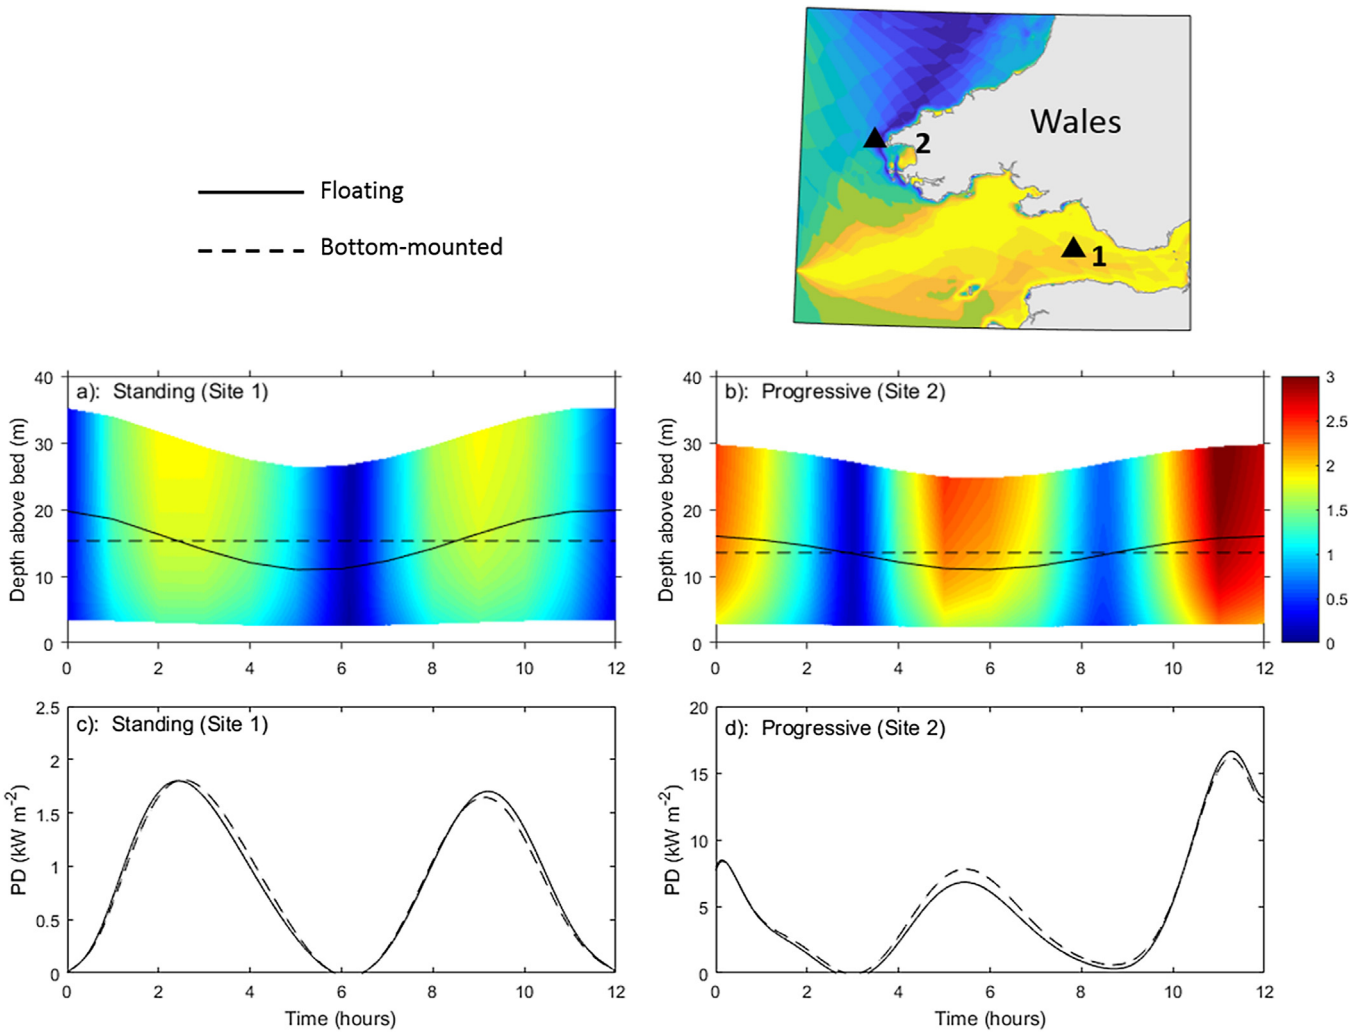 Wales
2
1
Floating
Bottom-mounted
a): Standing (Site 1)
Depth above bed (m)
40
30
20
10
0
0 2 4 6 8 10 12
b): Progressive (Site 2)
Depth above bed (m)
40
30
20
10
0
0 2 4 6 8 10 12
3
2.5
2
1.5
1
0.5
0
c): Standing (Site 1)
PD (kW m-2)
2.5
2
1.5
1
0.5
0
0 2 4 6 8 10 12
Time (hours)
d): Progressive (Site 2)
PD (kW m-2)
20
15
10
5
0
0 2 4 6 8 10 12
Time (hours)